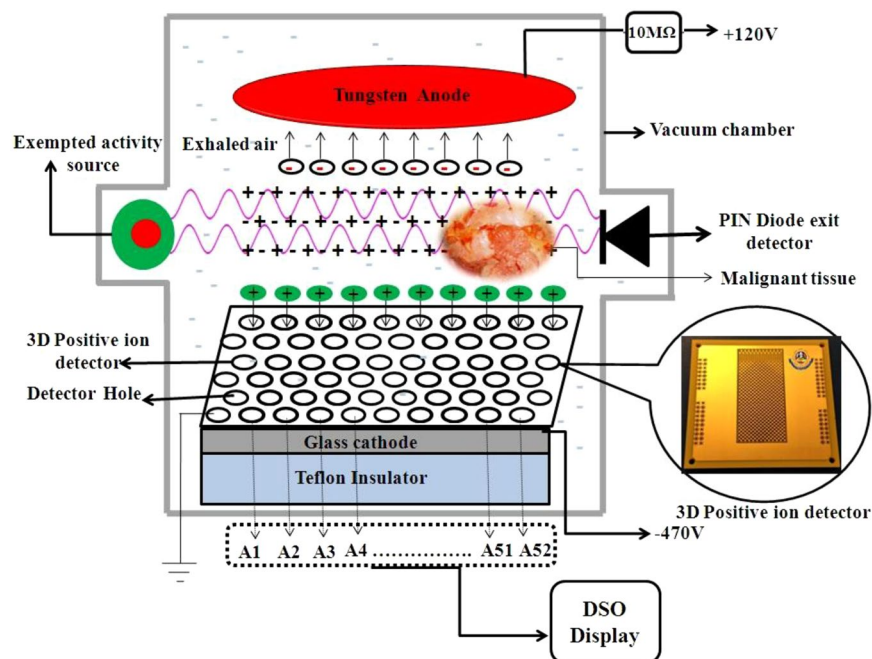 10MΩ
+120V
Tungsten Anode
Vacuum chamber
Exhaled air
Exempted activity
source
PIN Diode exit
detector
Malignant tissue
3D Positive ion
detector
Detector Hole
Glass cathode
Teflon Insulator
3D Positive ion detector
-470V
A1 A2 A3 A4 ................. A51 A52
DSO
Display